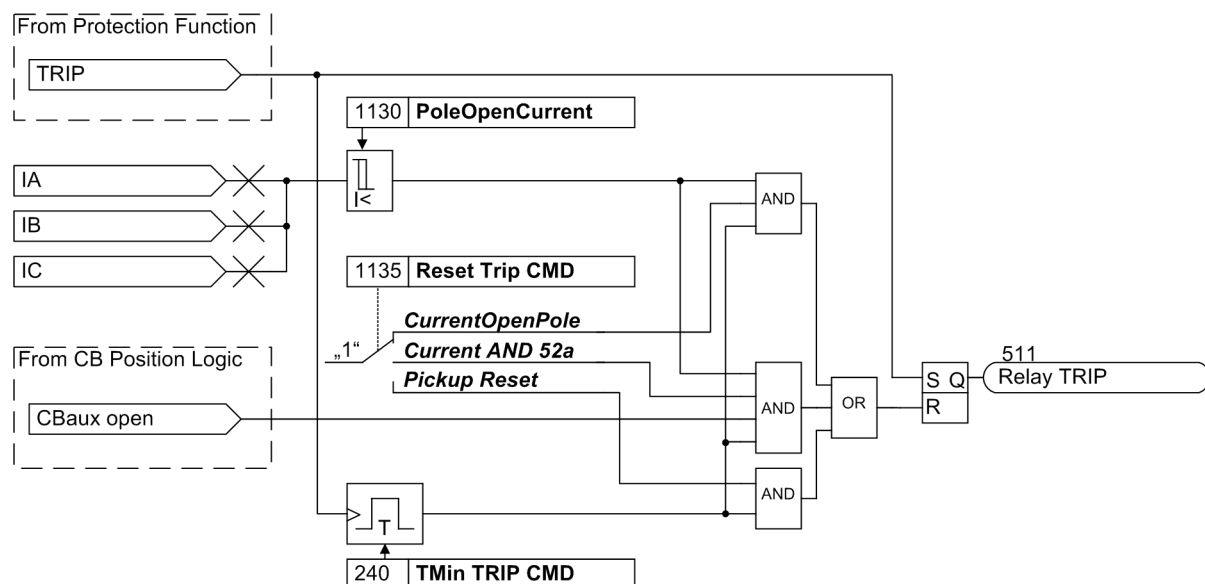 From Protection Function
TRIP
1130 PoleOpenCurrent
IA
I<
AND
IB
IC
1135 Reset Trip CMD
CurrentOpenPole
„1“
Current AND 52a
Pickup Reset
From CB Position Logic
CBaux open
AND
OR
S Q
R
511
Relay TRIP
AND
T
240 TMin TRIP CMD